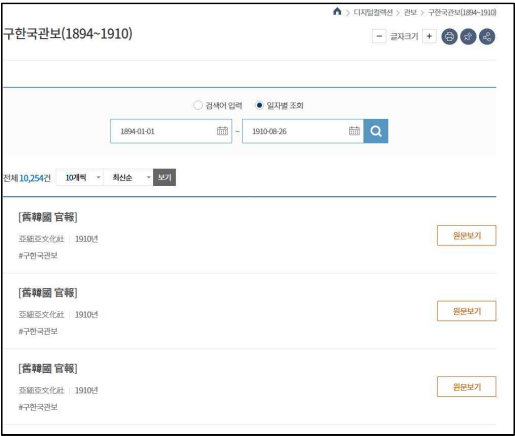 디지털컬렉션 > 관보 > 구한국관보(1894~1910)
구한국관보(1894~1910)
- 글자크기 +
검색어 입력 일자별 조회
1894-01-01 ~ 1910-08-26
전체 10,254건 10개씩 최신순 보기
[舊韓國 官報]
亞細亞文化社 | 1910년
원문보기
#구한국관보
[舊韓國 官報]
亞細亞文化社 | 1910년
원문보기
#구한국관보
[舊韓國 官報]
亞細亞文化社 | 1910년
원문보기
#구한국관보